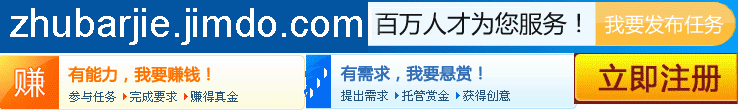 zhubarjie.jimdo.com 百万人才为您服务！ 我要发布任务
赚 有能力，我要赚钱！
参与任务 完成要求 赚得真金
有需求，我要悬赏！
提出需求 托管赏金 获得创意
立即注册